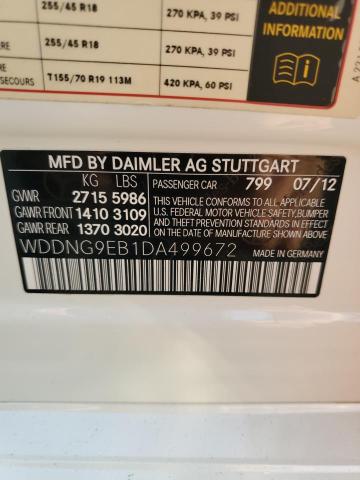 255/45 R18 270 KPA, 39 PSI
255/45 R18 270 KPA, 39 PSI
SECOURS T155/70 R19 113M 420 KPA, 60 PSI
ADDITIONAL
INFORMATION
MFD BY DAIMLER AG STUTTGART
KG LBS PASSENGER CAR 799 07/12
GVWR 2715 5986 THIS VEHICLE CONFORMS TO ALL APPLICABLE
GAWR FRONT 1410 3109 U.S. FEDERAL MOTOR VEHICLE SAFETY, BUMPER,
GAWR REAR 1370 3020 AND THEFT PREVENTION STANDARDS IN EFFECT
ON THE DATE OF MANUFACTURE SHOWN ABOVE.
WDDNG9EB1DA499672 MADE IN GERMANY